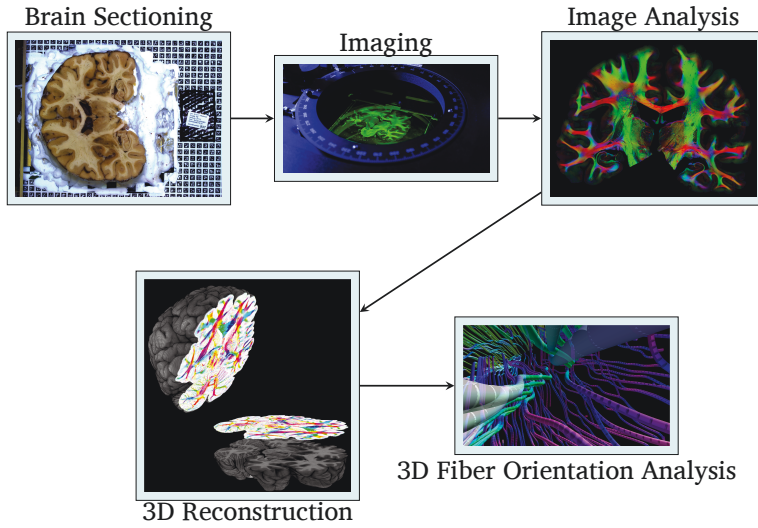 Brain Sectioning
Imaging
Image Analysis
3D Reconstruction
3D Fiber Orientation Analysis